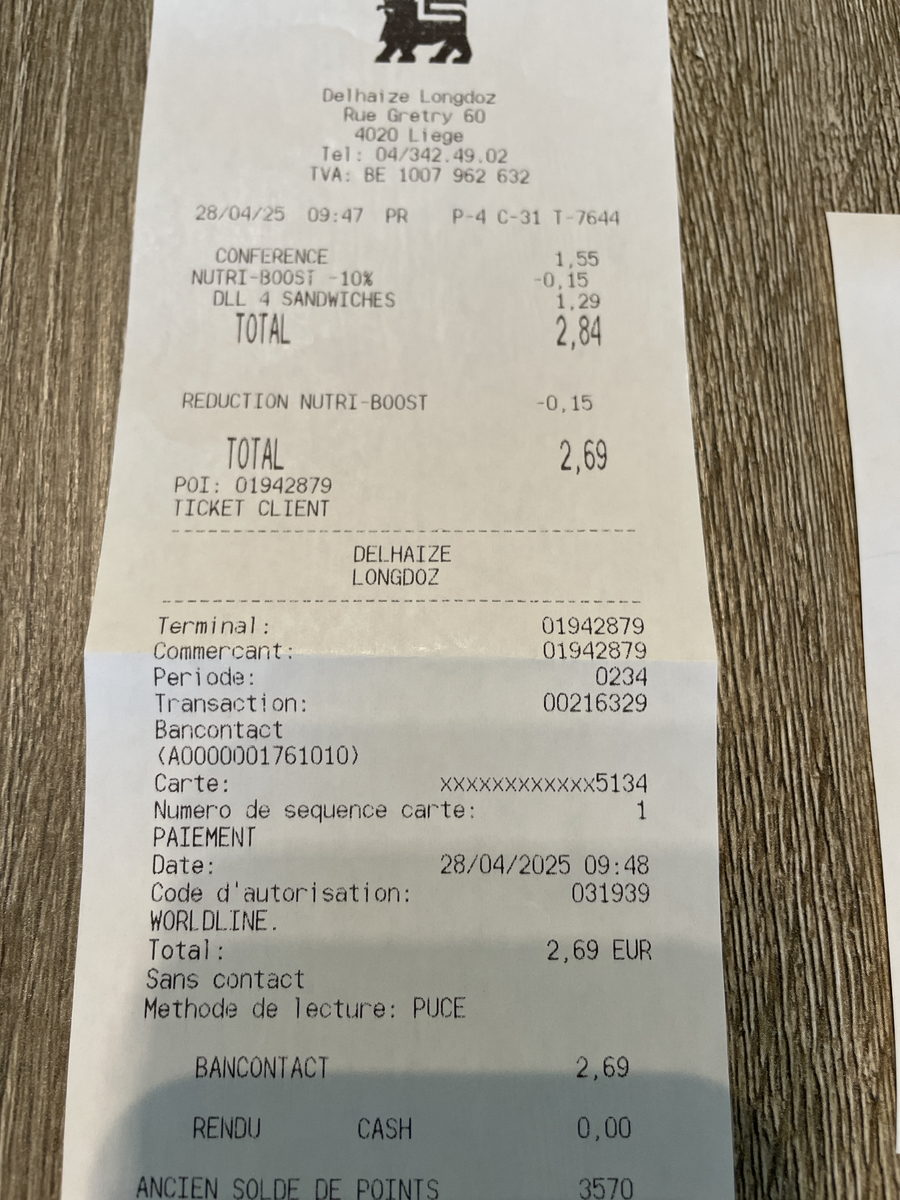 Delhaize Longdoz
Rue Gretry 60
4020 Liege
Tel: 04/342.49.02
TVA: BE 1007 962 632
28/04/25 09:47 PR P-4 C-31 T-7644
CONFERENCE 1,55
NUTRI-BOOST -10% -0,15
DLL 4 SANDWICHES 1,29
TOTAL 2,84
REDUCTION NUTRI-BOOST -0,15
TOTAL 2,69
POI: 01942879
TICKET CLIENT
--------------------------------
DELHAIZE
LONGDOZ
--------------------------------
Terminal: 01942879
Commercant: 01942879
Periode: 0234
Transaction: 00216329
Bancontact
(A0000001761010)
Carte: xxxxxxxxxxxx5134
Numero de sequence carte: 1
PAIEMENT
Date: 28/04/2025 09:48
Code d'autorisation: 031939
WORLDLINE.
Total: 2,69 EUR
Sans contact
Methode de lecture: PUCE
BANCONTACT 2,69
RENDU CASH 0,00
ANCIEN SOLDE DE POINTS 3570